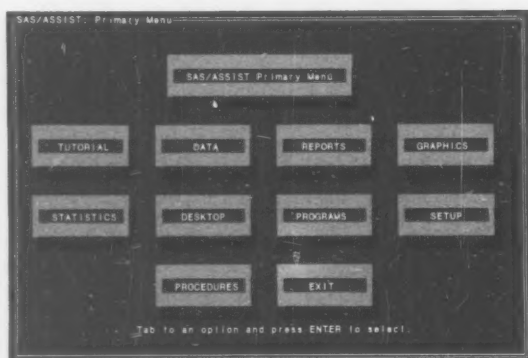 SAS/ASSIST: Primary Menu
SAS/ASSIST Primary Menu
TUTORIAL DATA REPORTS GRAPHICS
STATISTICS DESKTOP PROGRAMS SETUP
PROCEDURES EXIT
Tab to an option and press ENTER to select.